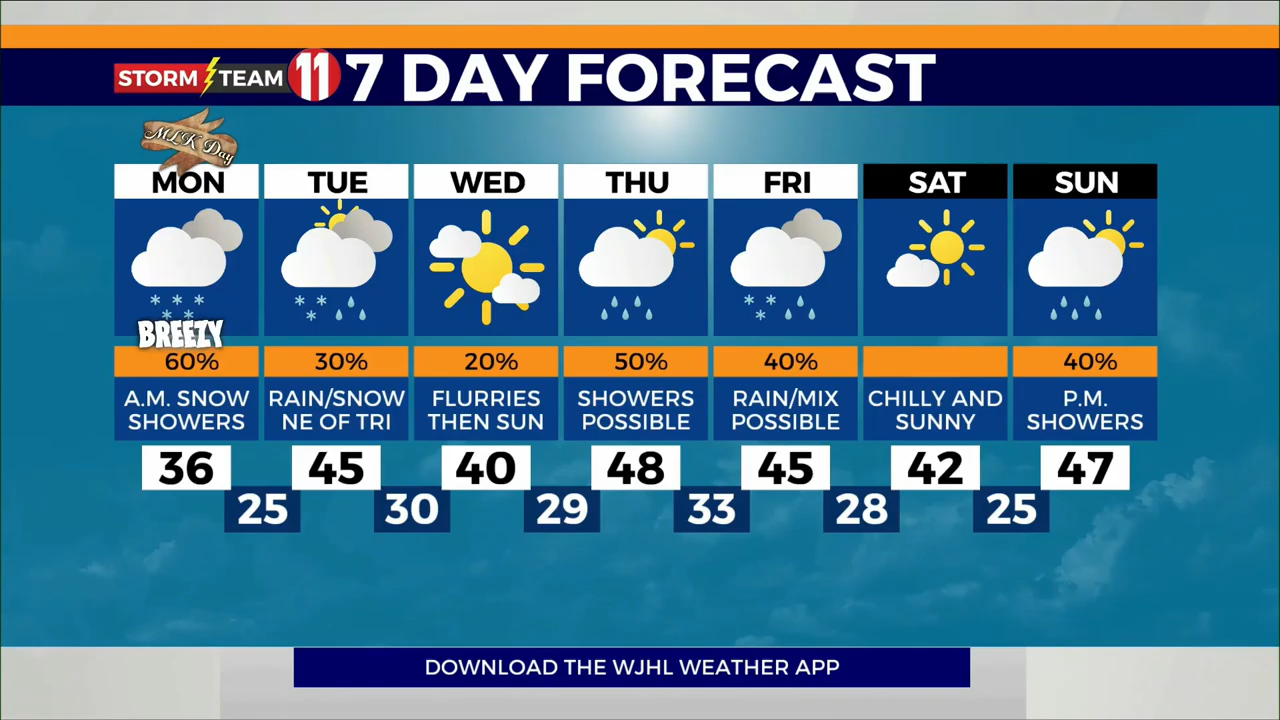 STORM TEAM 11 7 DAY FORECAST
MLK Day
MON TUE WED THU FRI SAT SUN
BREEZY
60% 30% 20% 50% 40% 40%
A.M. SNOW RAIN/SNOW FLURRIES SHOWERS RAIN/MIX CHILLY AND P.M.
SHOWERS NE OF TRI THEN SUN POSSIBLE POSSIBLE SUNNY SHOWERS
36 45 40 48 45 42 47
25 30 29 33 28 25
DOWNLOAD THE WJHL WEATHER APP